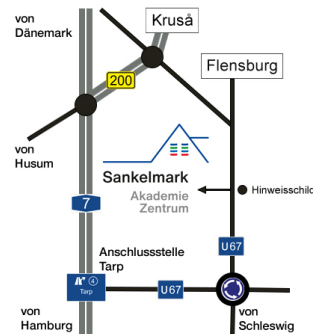 von
Dänemark
Kruså
Flensburg
200
von
Husum
Sankelmark
Akademie
Zentrum
Hinweisschild
7
U67
Anschlussstelle
Tarp
4
Tarp
U67
von
Hamburg
von
Schleswig